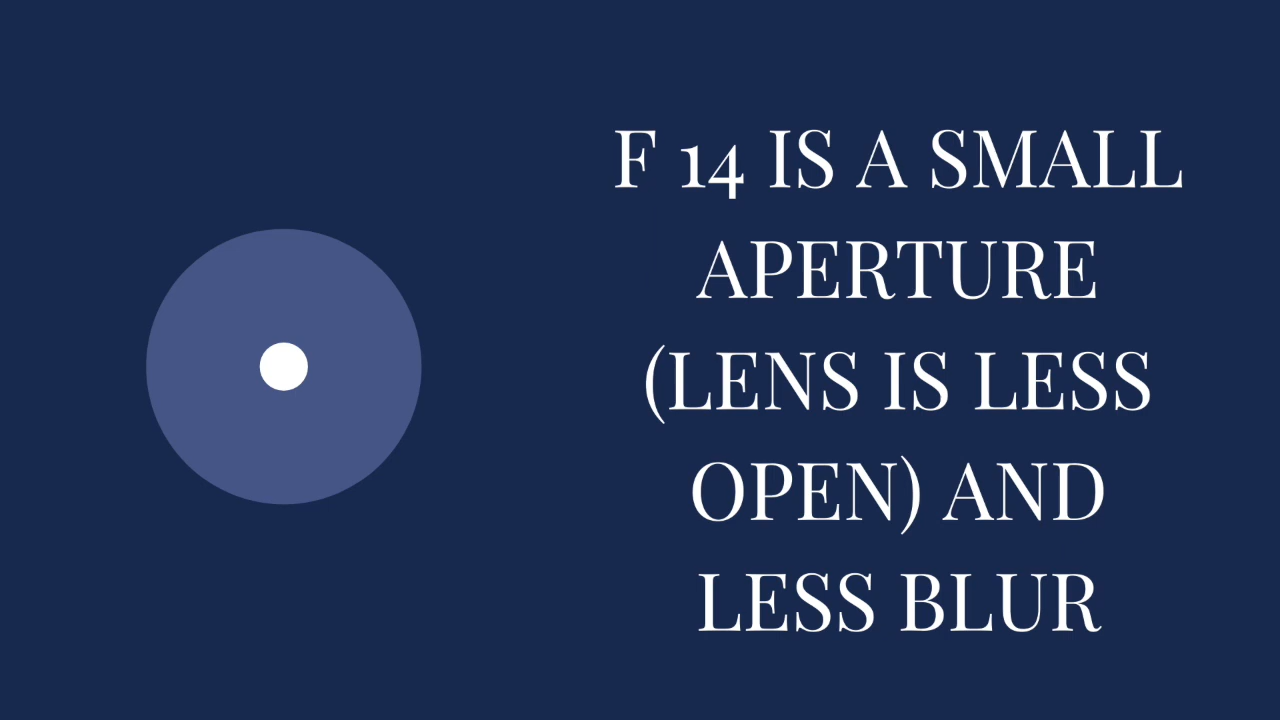 F 14 IS A SMALL
APERTURE
(LENS IS LESS
OPEN) AND
LESS BLUR